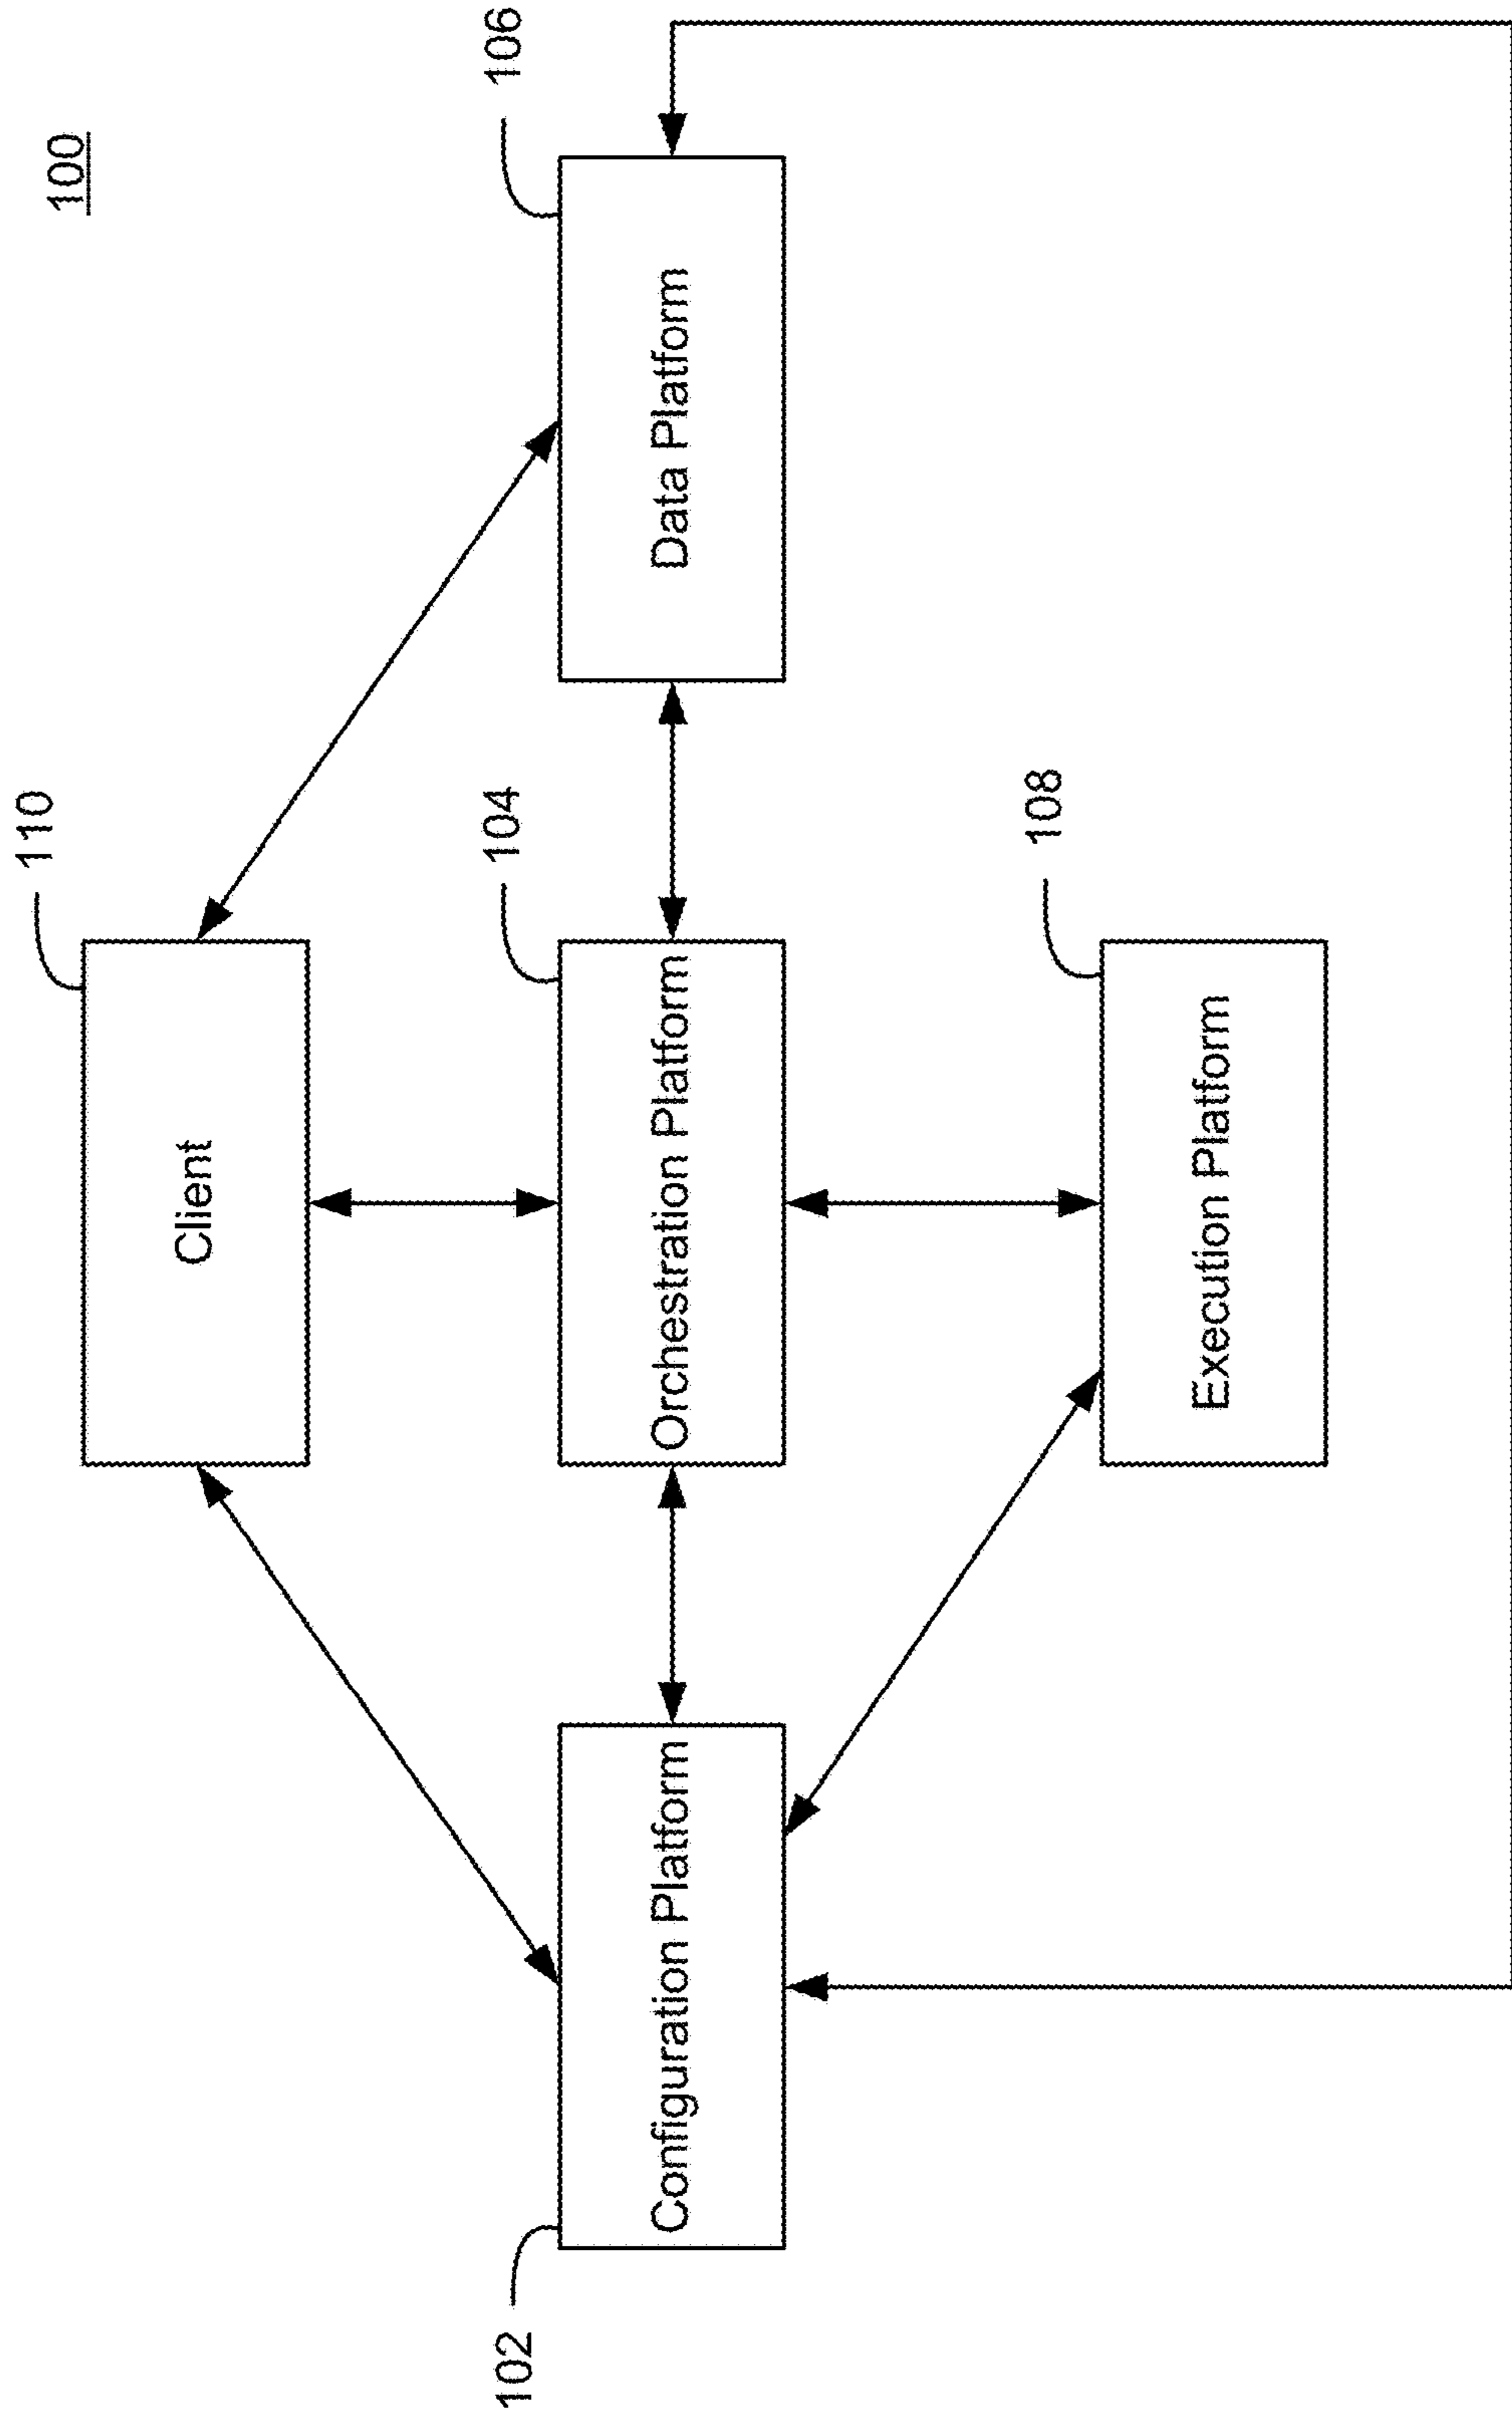 100
110
Client
102
Configuration Platform
104
Orchestration Platform
106
Data Platform
108
Execution Platform